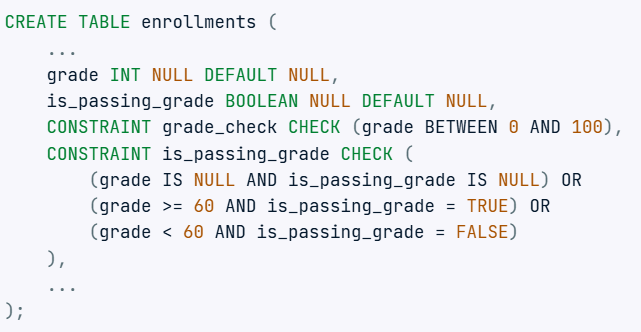 CREATE TABLE enrollments (
    ...
    grade INT NULL DEFAULT NULL,
    is_passing_grade BOOLEAN NULL DEFAULT NULL,
    CONSTRAINT grade_check CHECK (grade BETWEEN 0 AND 100),
    CONSTRAINT is_passing_grade CHECK (
        (grade IS NULL AND is_passing_grade IS NULL) OR
        (grade >= 60 AND is_passing_grade = TRUE) OR
        (grade < 60 AND is_passing_grade = FALSE)
    ),
    ...
);